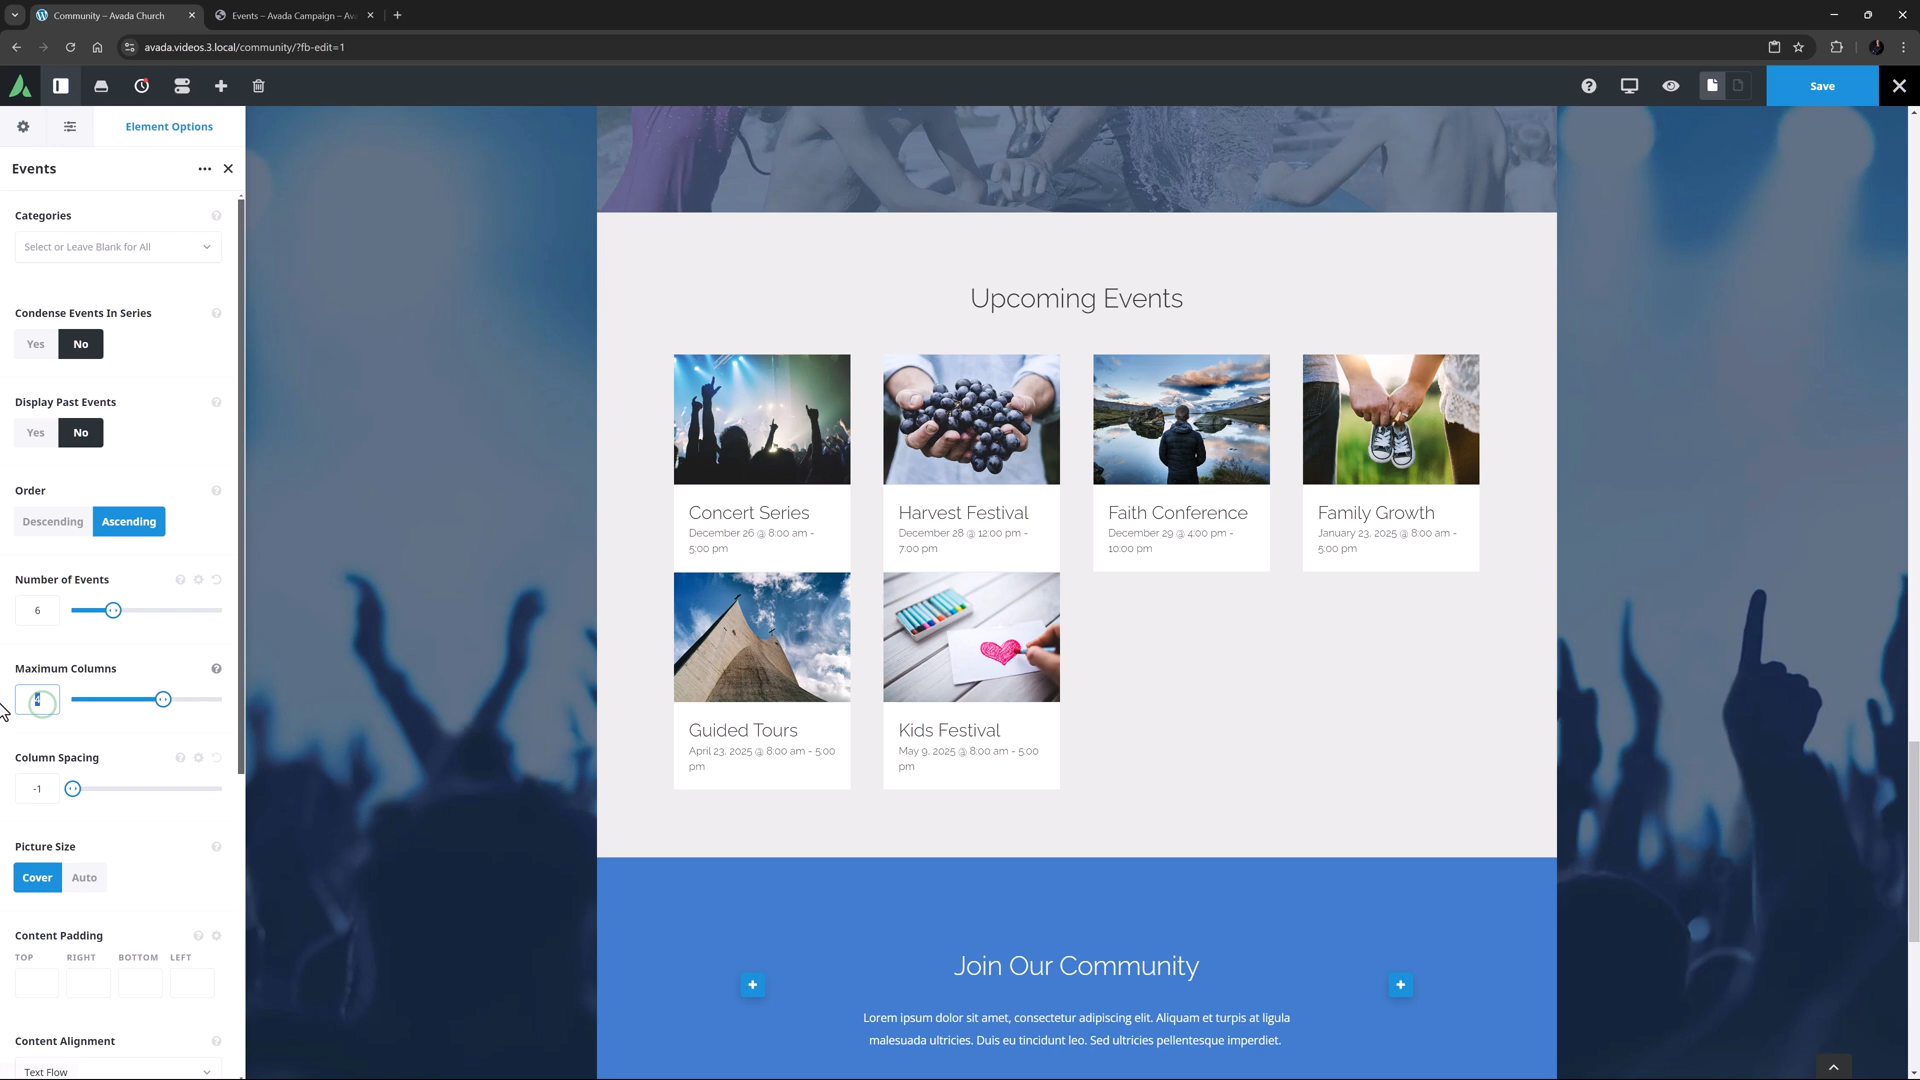 Community – Avada Church
Events – Avada Campaign – Av
avada.videos.3.local/community/?fb-edit=1
Save
Element Options
Events
Categories
Select or Leave Blank for All
Condense Events In Series
Yes No
Display Past Events
Yes No
Order
Descending Ascending
Number of Events
6
Maximum Columns
Column Spacing
-1
Picture Size
Cover Auto
Content Padding
TOP RIGHT BOTTOM LEFT
Content Alignment
Text Flow
Upcoming Events
Concert Series
December 26 @ 8:00 am -
5:00 pm
Harvest Festival
December 28 @ 12:00 pm -
7:00 pm
Faith Conference
December 29 @ 4:00 pm -
10:00 pm
Family Growth
January 23, 2025 @ 8:00 am -
5:00 pm
Guided Tours
April 23, 2025 @ 8:00 am - 5:00
pm
Kids Festival
May 9, 2025 @ 8:00 am - 5:00
pm
Join Our Community
Lorem ipsum dolor sit amet, consectetur adipiscing elit. Aliquam et turpis at ligula
malesuada ultricies. Duis eu tincidunt leo. Sed ultricies pellentesque imperdiet.